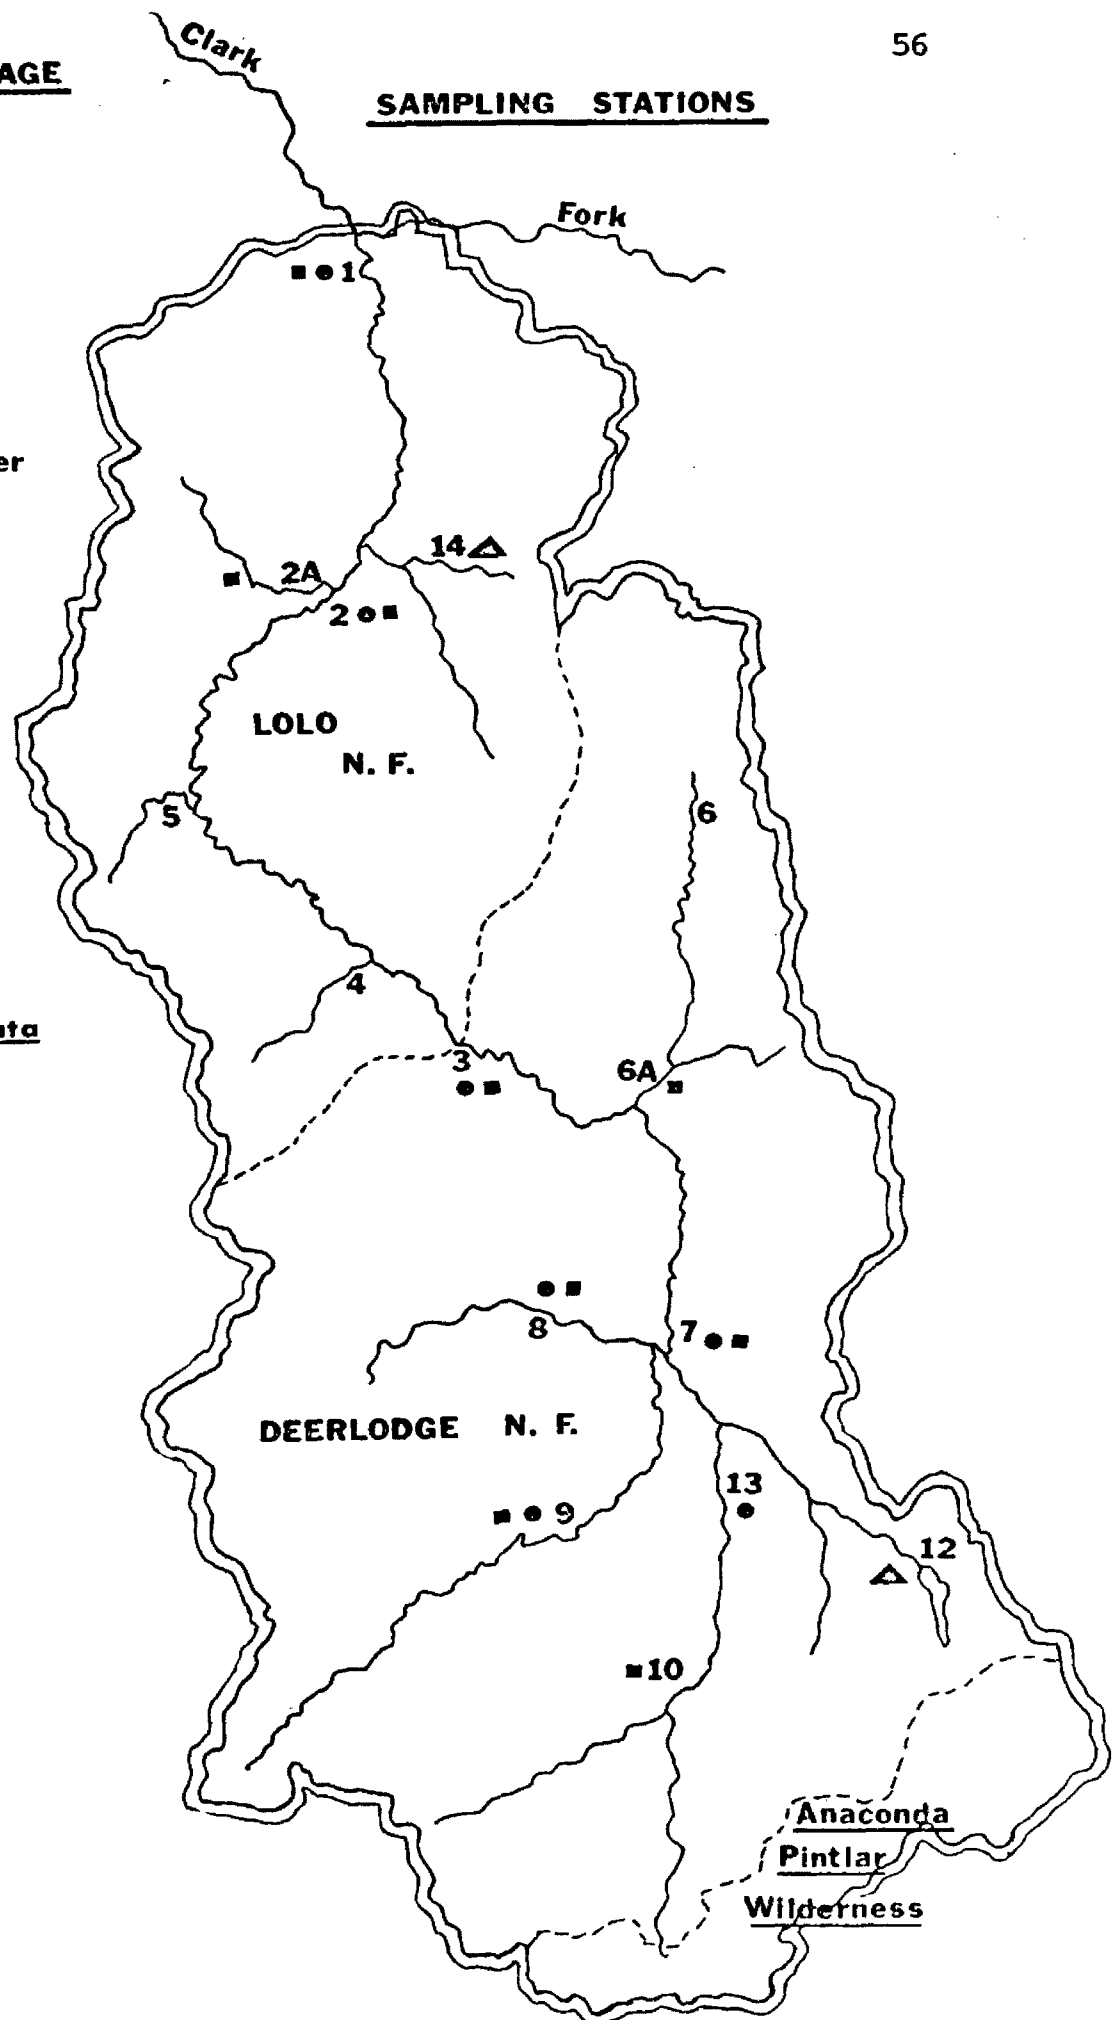 56
AGE
SAMPLING STATIONS
Clark
Fork
1
er
14
2A
2
LOLO
N. F.
5
6
4
ata
3
6A
8
7
DEERLODGE N. F.
13
9
12
10
Anaconda
Pintlar
Wilderness